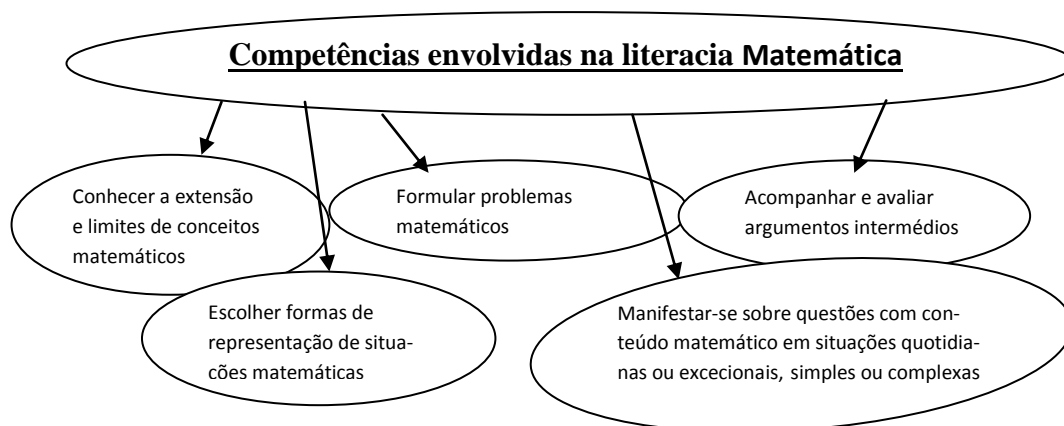 Competências envolvidas na literacia Matemática
Conhecer a extensão
e limites de conceitos
matemáticos
Formular problemas
matemáticos
Acompanhar e avaliar
argumentos intermédios
Escolher formas de
representação de situa-
ções matemáticas
Manifestar-se sobre questões com con-
teúdo matemático em situações quotidia-
nas ou excecionais, simples ou complexas